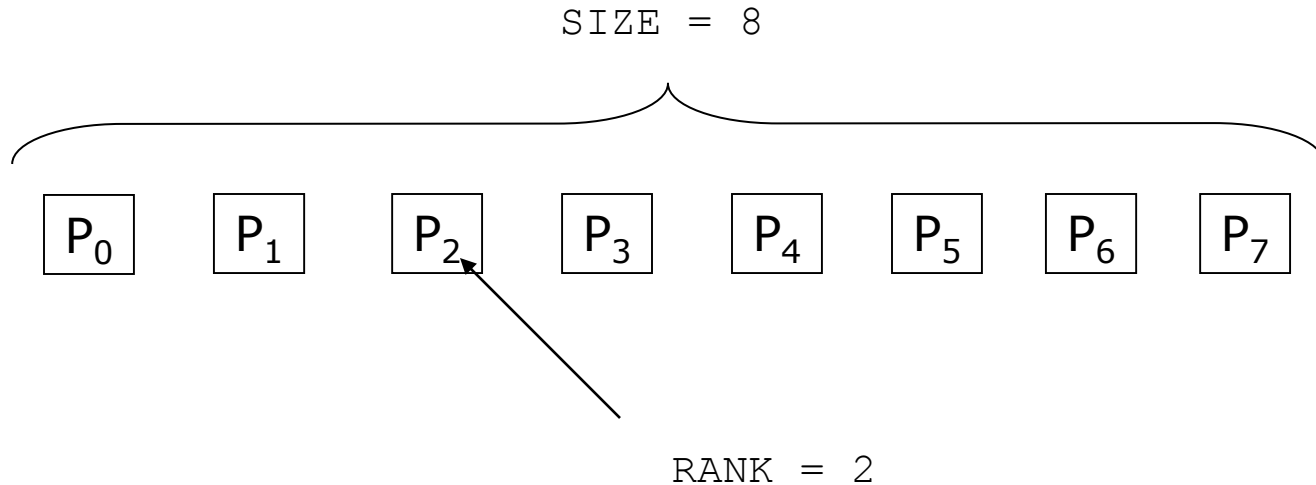 SIZE = 8
P₀ P₁ P₂ P₃ P₄ P₅ P₆ P₇
RANK = 2